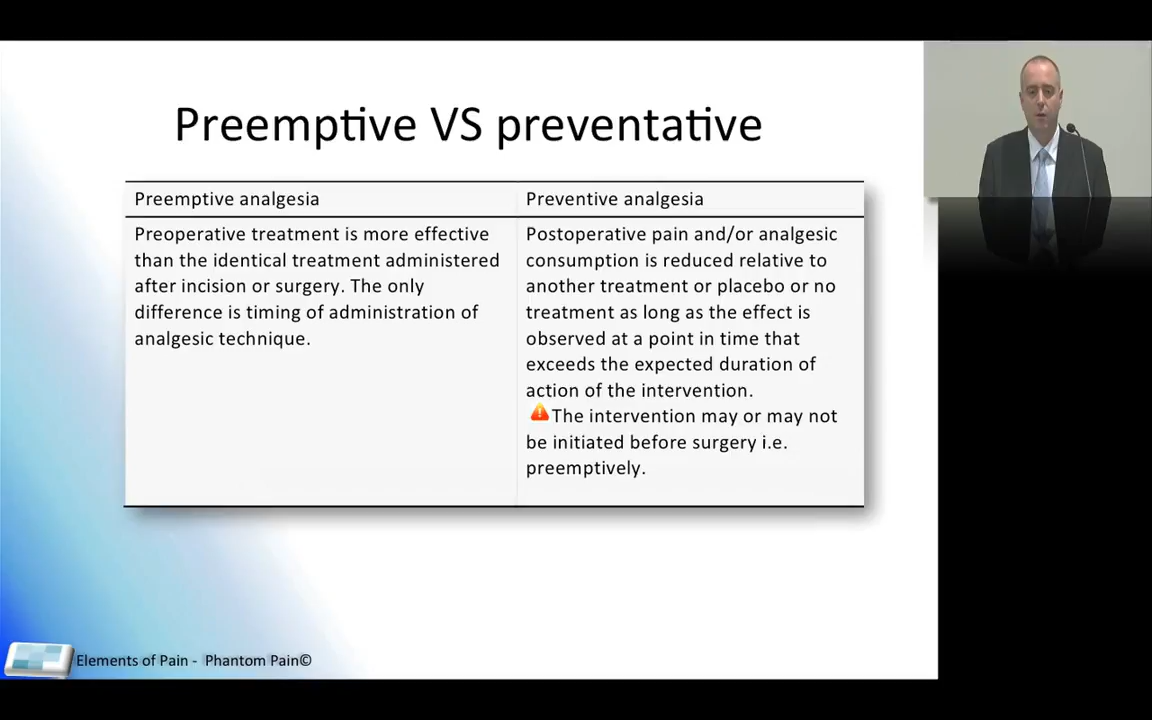 Preemptive VS preventative
Preemptive analgesia
Preoperative treatment is more effective
than the identical treatment administered
after incision or surgery. The only
difference is timing of administration of
analgesic technique.
Preventive analgesia
Postoperative pain and/or analgesic
consumption is reduced relative to
another treatment or placebo or no
treatment as long as the effect is
observed at a point in time that
exceeds the expected duration of
action of the intervention.
The intervention may or may not
be initiated before surgery i.e.
preemptively.
Elements of Pain - Phantom Pain©